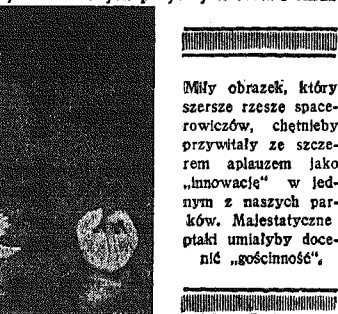 Miły obrazek, który
szersze rzesze space-
rowiczów, chętnieby
przywitały ze szcze-
rem aplauzem jako
„innowację" w jed-
nym z naszych par-
ków. Majestatyczne
ptaki umiałyby doce-
nić „gościnność".